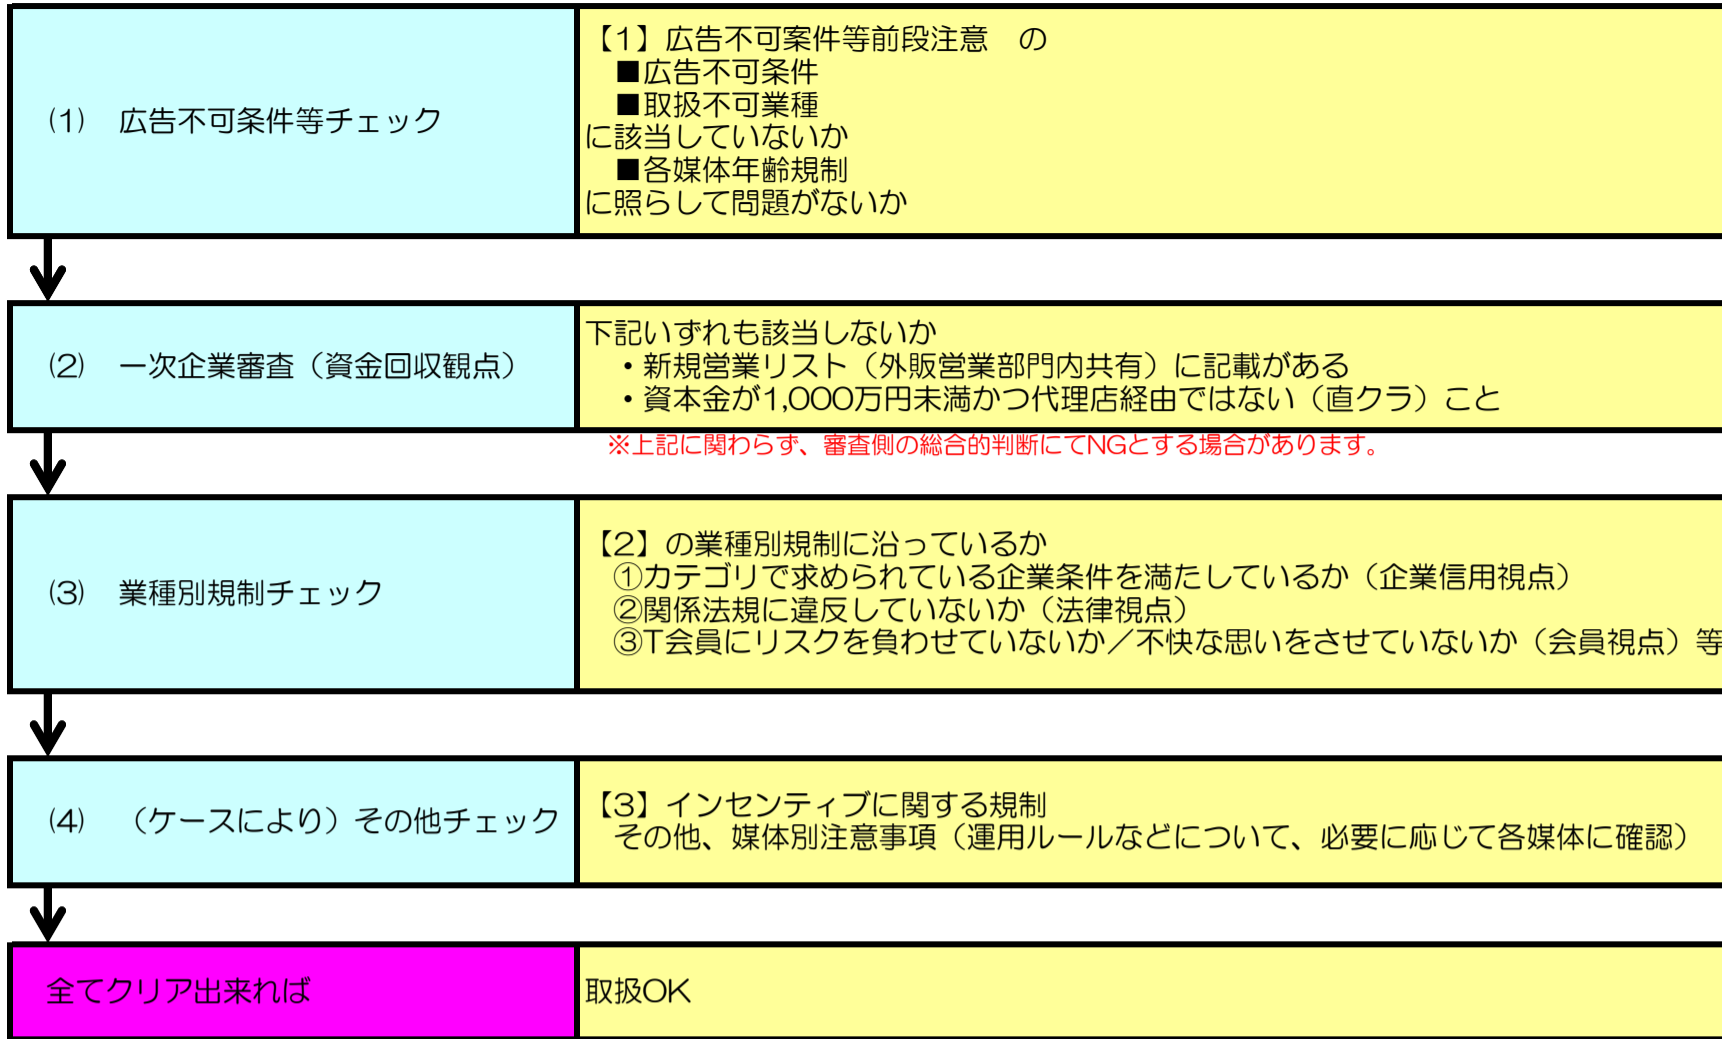 (1)　広告不可条件等チェック
【1】広告不可案件等前段注意　の
■広告不可条件
■取扱不可業種
に該当していないか
■各媒体年齢規制
に照らして問題がないか
(2)　一次企業審査（資金回収観点）
下記いずれも該当しないか
・新規営業リスト（外販営業部門内共有）に記載がある
・資本金が1,000万円未満かつ代理店経由ではない（直クラ）こと
※上記に関わらず、審査側の総合的判断にてNGとする場合があります。
(3)　業種別規制チェック
【2】の業種別規制に沿っているか
①カテゴリで求められている企業条件を満たしているか（企業信用視点）
②関係法規に違反していないか（法律視点）
③T会員にリスクを負わせていないか／不快な思いをさせていないか（会員視点）等
(4)　（ケースにより）その他チェック
【3】インセンティブに関する規制
その他、媒体別注意事項（運用ルールなどについて、必要に応じて各媒体に確認）
全てクリア出来れば
取扱OK